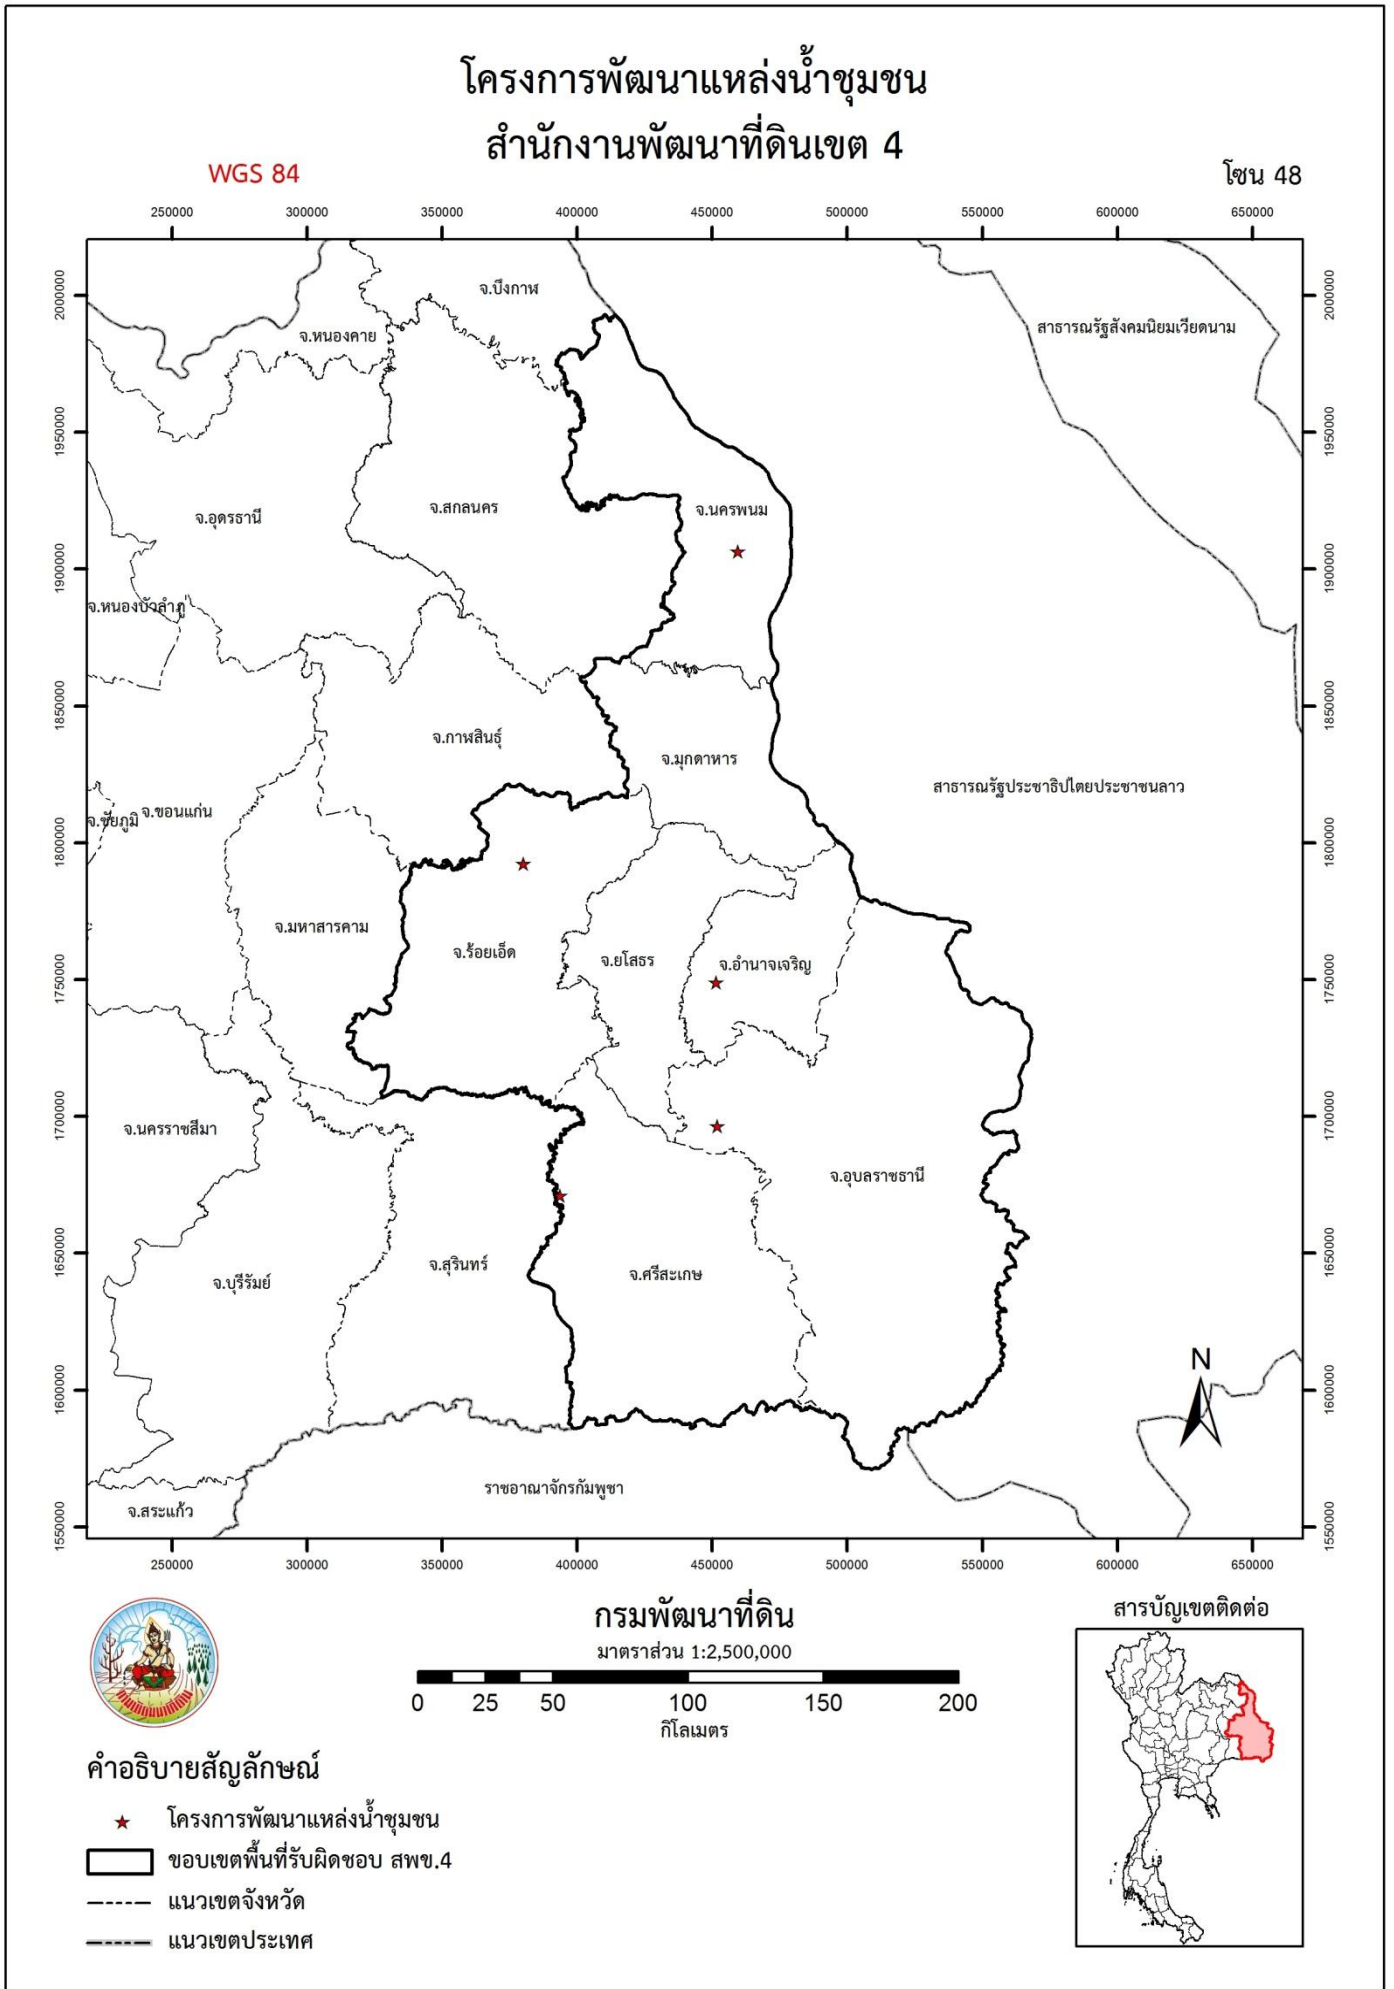 โครงการพัฒนาแหล่งน้ำชุมชน
สำนักงานพัฒนาที่ดินเขต 4
WGS 84
โซน 48
250000 300000 350000 400000 450000 500000 550000 600000 650000
2000000
1950000
1900000
1850000
1800000
1750000
1700000
1650000
1600000
1550000
จ.บึงกาฬ
จ.หนองคาย
สาธารณรัฐสังคมนิยมเวียดนาม
จ.อุดรธานี
จ.สกลนคร
จ.นครพนม
จ.หนองบัวลำภู
จ.กาฬสินธุ์
จ.มุกดาหาร
สาธารณรัฐประชาธิปไตยประชาชนลาว
จ.ชัยภูมิ
จ.ขอนแก่น
จ.มหาสารคาม
จ.ร้อยเอ็ด
จ.ยโสธร
จ.อำนาจเจริญ
จ.นครราชสีมา
จ.อุบลราชธานี
จ.บุรีรัมย์
จ.สุรินทร์
จ.ศรีสะเกษ
N
ราชอาณาจักรกัมพูชา
จ.สระแก้ว
2000000
1950000
1900000
1850000
1800000
1750000
1700000
1650000
1600000
1550000
250000 300000 350000 400000 450000 500000 550000 600000 650000
กรมพัฒนาที่ดิน
มาตราส่วน 1:2,500,000
0 25 50 100 150 200
กิโลเมตร
สารบัญเขตติดต่อ
คำอธิบายสัญลักษณ์
โครงการพัฒนาแหล่งน้ำชุมชน
ขอบเขตพื้นที่รับผิดชอบ สพข.4
แนวเขตจังหวัด
แนวเขตประเทศ